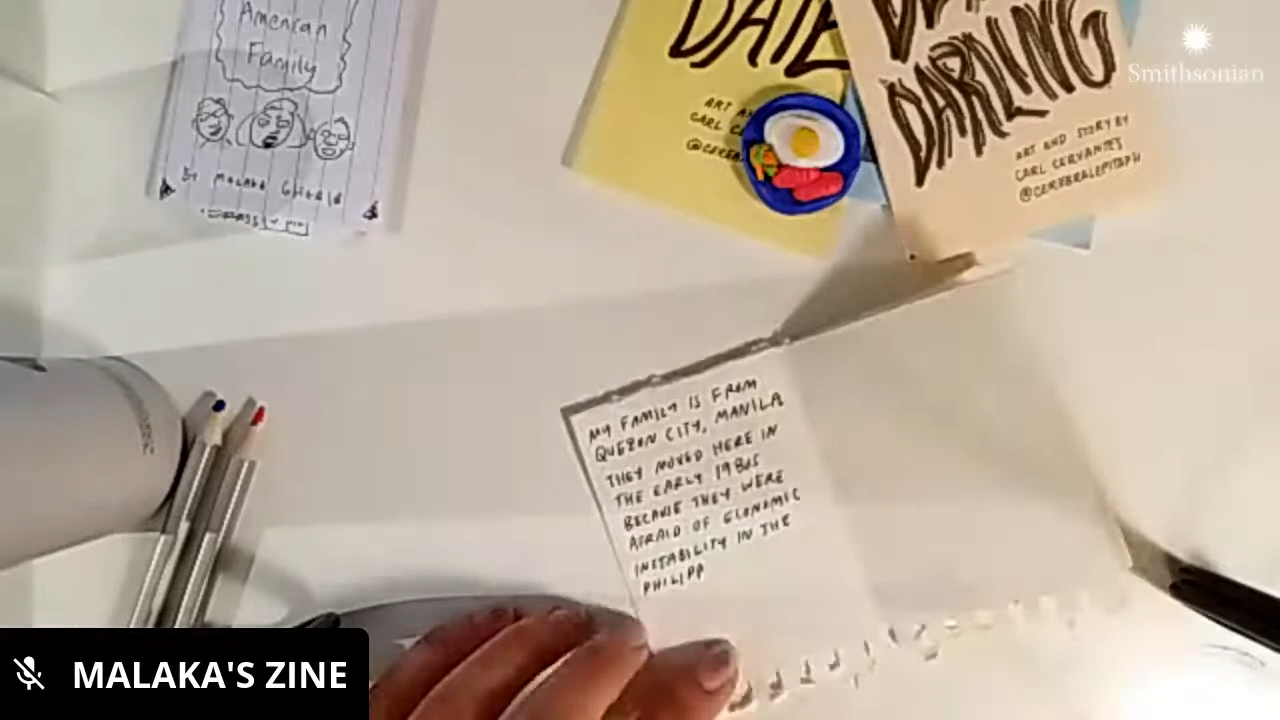 American
Family
BY MALAKA GHARIB
DATE
ART
CARL
DARLING
ART AND STORY BY
CARL CERVANTES
@CEREBRALEPITAPH
Smithsonian
MY FAMILY IS FROM
QUEZON CITY, MANILA
THEY MOVED HERE IN
THE EARLY 1980S
BECAUSE THEY WERE
AFRAID OF ECONOMIC
INSTABILITY IN THE
PHILIPP
MALAKA'S ZINE